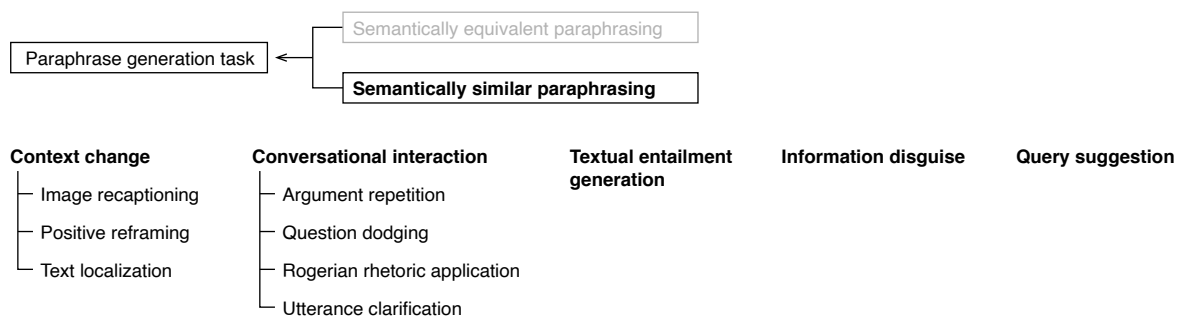 Semantically equivalent paraphrasing
Paraphrase generation task
Semantically similar paraphrasing
Context change
Image recaptioning
Positive reframing
Text localization
Conversational interaction
Argument repetition
Question dodging
Rogerian rhetoric application
Utterance clarification
Textual entailment
generation
Information disguise
Query suggestion